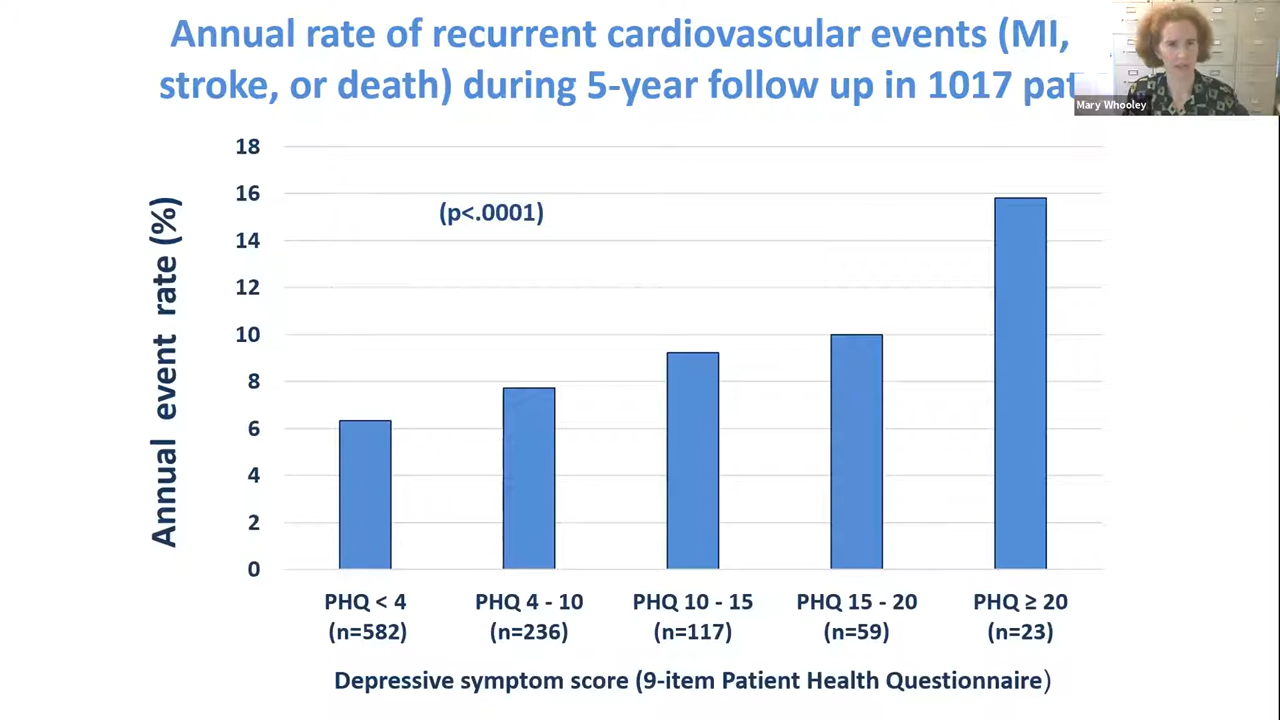 Annual rate of recurrent cardiovascular events (MI,
stroke, or death) during 5-year follow up in 1017
Mary Whooley
18
16
14
12
10
8
6
4
2
0
Annual event rate (%)
(p<.0001)
PHQ < 4
(n=582)
PHQ 4 - 10
(n=236)
PHQ 10 - 15
(n=117)
PHQ 15 - 20
(n=59)
PHQ ≥ 20
(n=23)
Depressive symptom score (9-item Patient Health Questionnaire)